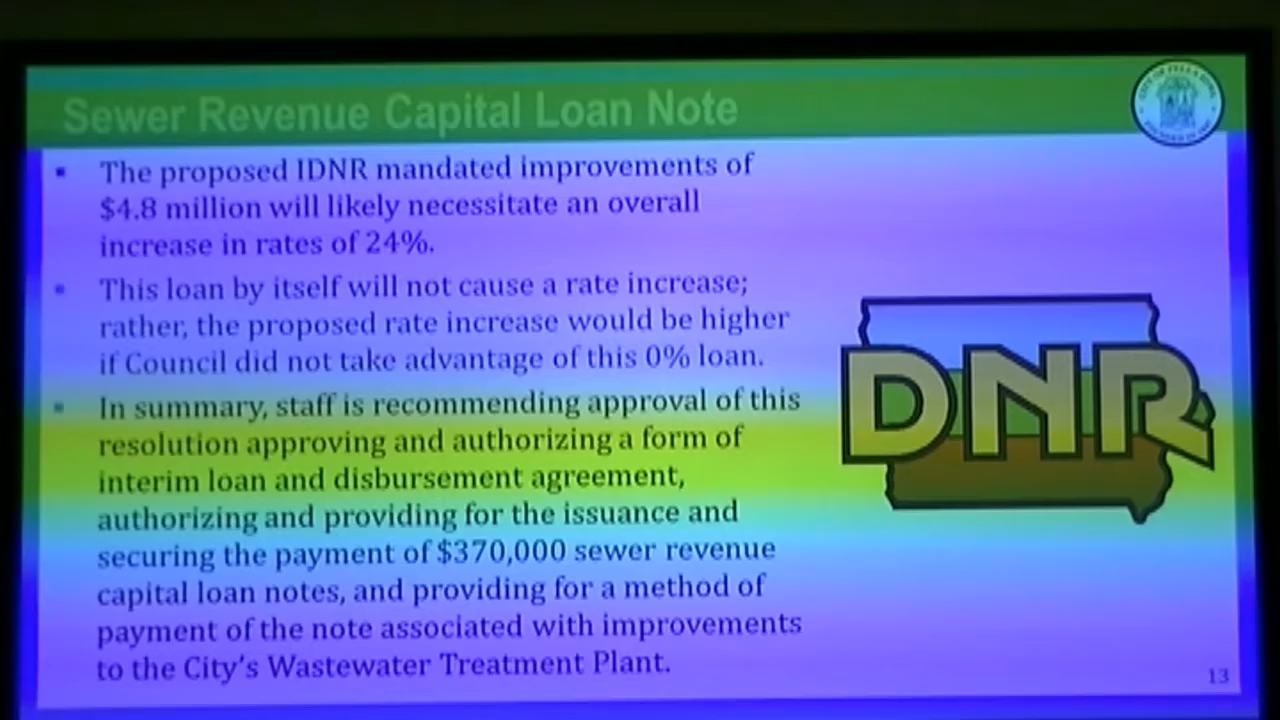 Sewer Revenue Capital Loan Note
▪ The proposed IDNR mandated improvements of
$4.8 million will likely necessitate an overall
increase in rates of 24%.
▪ This loan by itself will not cause a rate increase;
rather, the proposed rate increase would be higher
if Council did not take advantage of this 0% loan.
▪ In summary, staff is recommending approval of this
resolution approving and authorizing a form of
interim loan and disbursement agreement,
authorizing and providing for the issuance and
securing the payment of $370,000 sewer revenue
capital loan notes, and providing for a method of
payment of the note associated with improvements
to the City's Wastewater Treatment Plant.
DNR
13